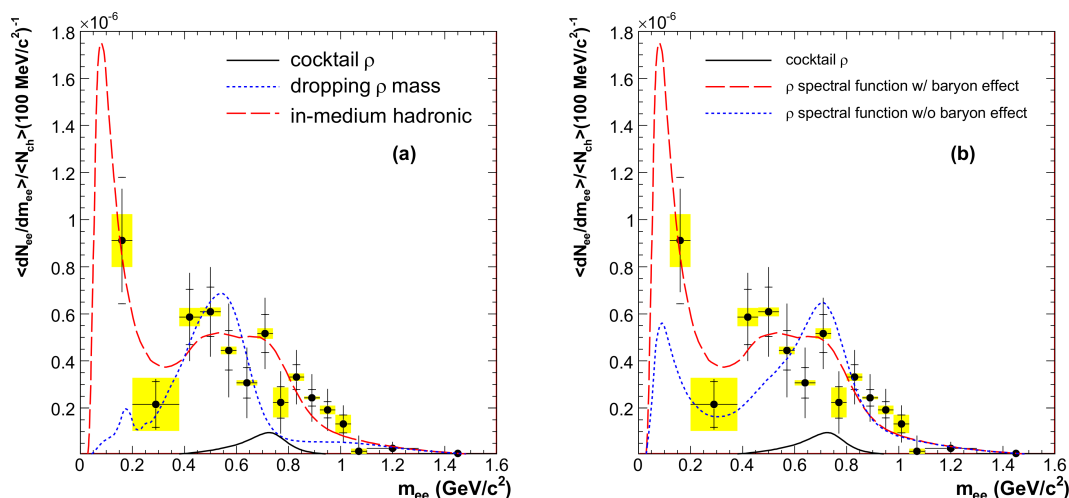 ×10⁻⁶
<dN_ee/dm_ee>/<N_ch>(100 MeV/c²)⁻¹
1.8
1.6
1.4
1.2
1
0.8
0.6
0.4
0.2
cocktail ρ
dropping ρ mass
in-medium hadronic
(a)
0 0.2 0.4 0.6 0.8 1 1.2 1.4 1.6
m_ee (GeV/c²)
×10⁻⁶
<dN_ee/dm_ee>/<N_ch>(100 MeV/c²)⁻¹
1.8
1.6
1.4
1.2
1
0.8
0.6
0.4
0.2
cocktail ρ
ρ spectral function w/ baryon effect
ρ spectral function w/o baryon effect
(b)
0 0.2 0.4 0.6 0.8 1 1.2 1.4 1.6
m_ee (GeV/c²)